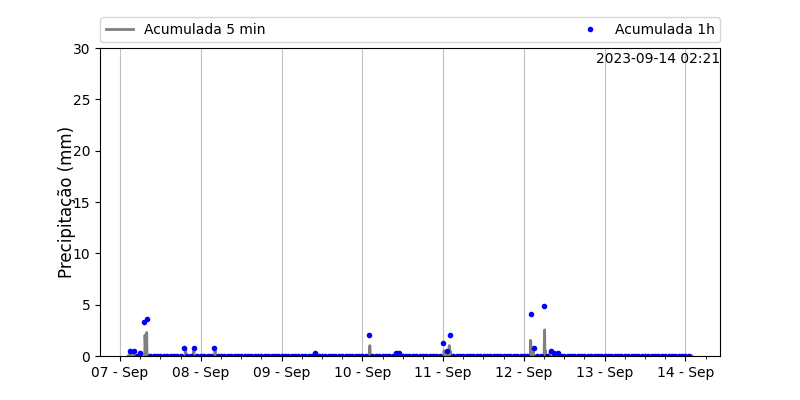 Acumulada 5 min
Acumulada 1h
2023-09-14 02:21
Precipitação (mm)
30
25
20
15
10
5
0
07 - Sep
08 - Sep
09 - Sep
10 - Sep
11 - Sep
12 - Sep
13 - Sep
14 - Sep